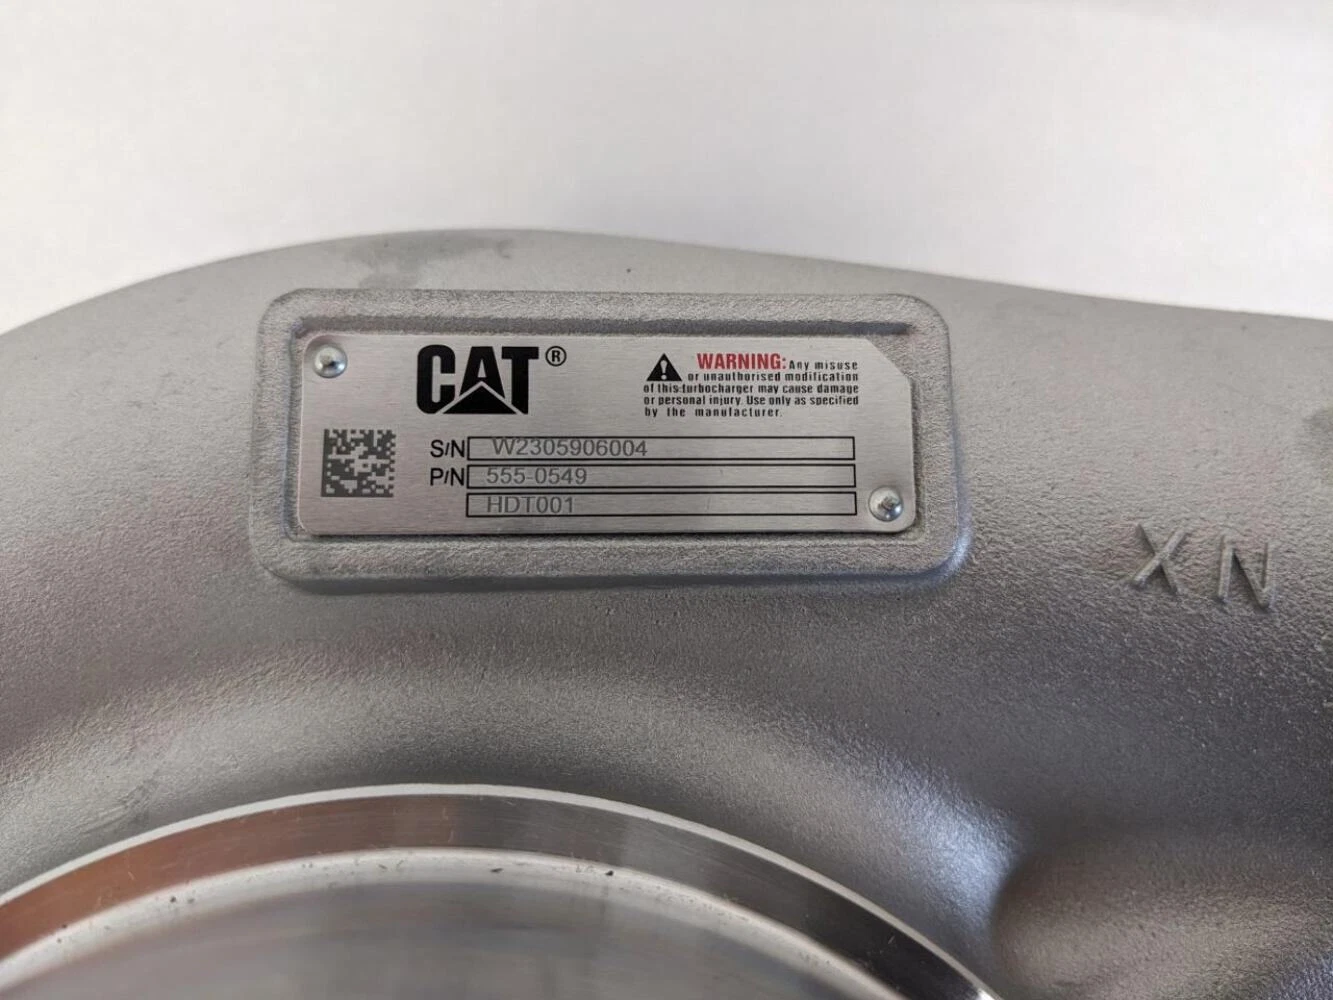 CAT®
WARNING: Any misuse
or unauthorised modification
of this turbocharger may cause damage
or personal injury. Use only as specified
by the manufacturer.
S/N W2305906004
P/N 555-0549
HDT001
XN